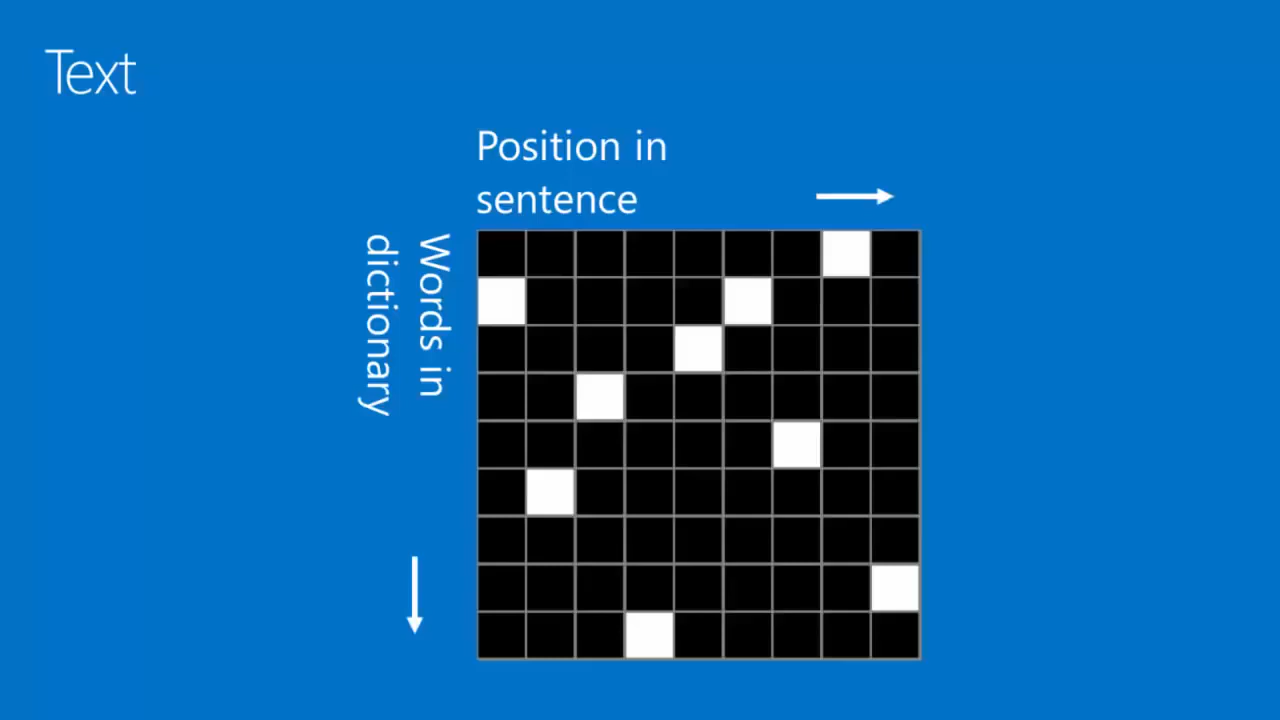 Text
Position in
sentence
Words in
dictionary